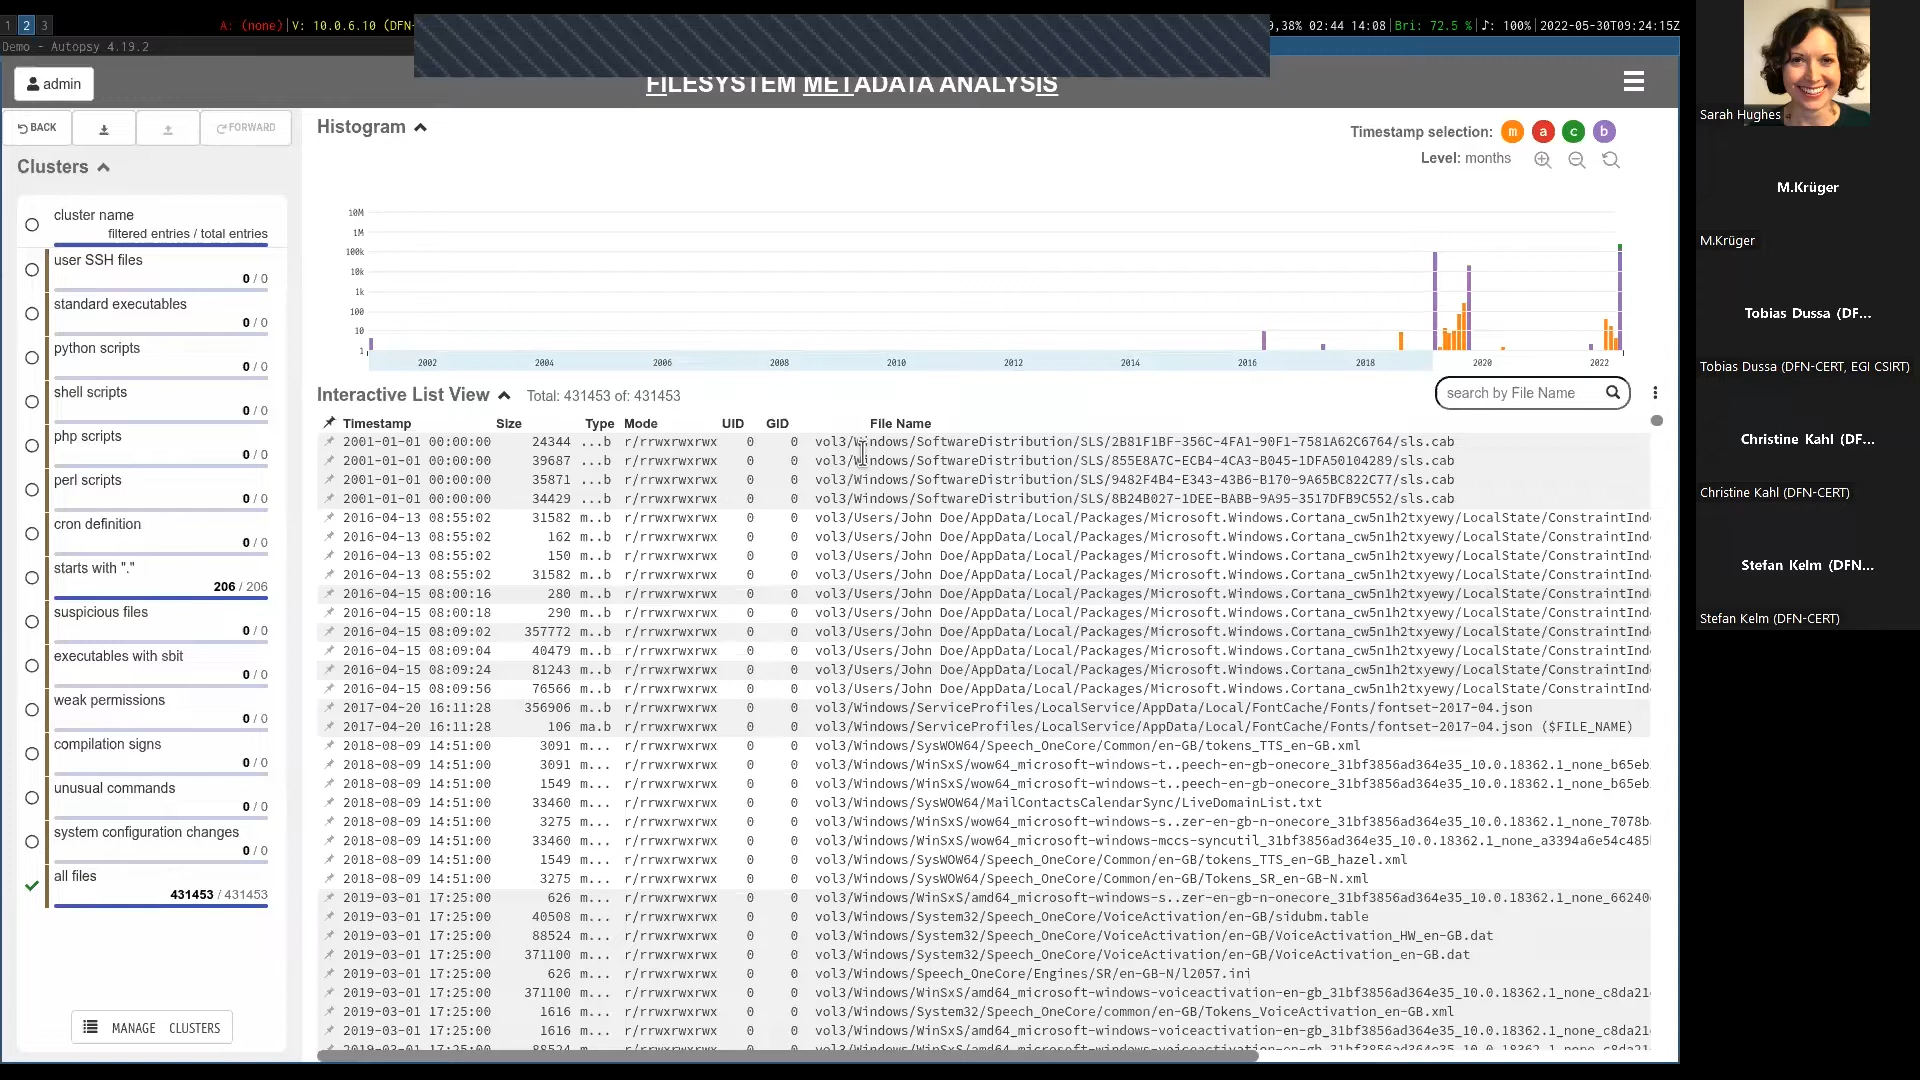 1 2 3
A: (none)|V: 10.0.6.10 (DFN-
,38% 02:44 14:08|Bri: 72.5 %|♪: 100%|2022-05-30T09:24:15Z
Demo - Autopsy 4.19.2
admin
FILESYSTEM METADATA ANALYSIS
BACK
FORWARD
Clusters
cluster name
filtered entries / total entries
user SSH files
0 / 0
standard executables
0 / 0
python scripts
0 / 0
shell scripts
0 / 0
php scripts
0 / 0
perl scripts
0 / 0
cron definition
0 / 0
starts with "."
206 / 206
suspicious files
0 / 0
executables with sbit
0 / 0
weak permissions
0 / 0
compilation signs
0 / 0
unusual commands
0 / 0
system configuration changes
0 / 0
all files
431453 / 431453
MANAGE CLUSTERS
Histogram
Timestamp selection: m a c b
Level: months
10M
1M
100k
10k
1k
100
10
1
2002 2004 2006 2008 2010 2012 2014 2016 2018 2020 2022
Interactive List View Total: 431453 of: 431453
search by File Name
Timestamp Size Type Mode UID GID File Name
2001-01-01 00:00:00 24344 ...b r/rrwxrwxrwx 0 0 vol3/Windows/SoftwareDistribution/SLS/2B81F1BF-356C-4FA1-90F1-7581A62C6764/sls.cab
2001-01-01 00:00:00 39687 ...b r/rrwxrwxrwx 0 0 vol3/Windows/SoftwareDistribution/SLS/855E8A7C-ECB4-4CA3-B045-1DFA50104289/sls.cab
2001-01-01 00:00:00 35871 ...b r/rrwxrwxrwx 0 0 vol3/Windows/SoftwareDistribution/SLS/9482F4B4-E343-43B6-B170-9A65BC822C77/sls.cab
2001-01-01 00:00:00 34429 ...b r/rrwxrwxrwx 0 0 vol3/Windows/SoftwareDistribution/SLS/8B24B027-1DEE-BABB-9A95-3517DFB9C552/sls.cab
2016-04-13 08:55:02 31582 m..b r/rrwxrwxrwx 0 0 vol3/Users/John Doe/AppData/Local/Packages/Microsoft.Windows.Cortana_cw5n1h2txyewy/LocalState/ConstraintInd
2016-04-13 08:55:02 162 m..b r/rrwxrwxrwx 0 0 vol3/Users/John Doe/AppData/Local/Packages/Microsoft.Windows.Cortana_cw5n1h2txyewy/LocalState/ConstraintInd
2016-04-13 08:55:02 150 m..b r/rrwxrwxrwx 0 0 vol3/Users/John Doe/AppData/Local/Packages/Microsoft.Windows.Cortana_cw5n1h2txyewy/LocalState/ConstraintInd
2016-04-13 08:55:02 31582 m..b r/rrwxrwxrwx 0 0 vol3/Users/John Doe/AppData/Local/Packages/Microsoft.Windows.Cortana_cw5n1h2txyewy/LocalState/ConstraintInd
2016-04-15 08:00:16 280 m..b r/rrwxrwxrwx 0 0 vol3/Users/John Doe/AppData/Local/Packages/Microsoft.Windows.Cortana_cw5n1h2txyewy/LocalState/ConstraintInd
2016-04-15 08:00:18 290 m..b r/rrwxrwxrwx 0 0 vol3/Users/John Doe/AppData/Local/Packages/Microsoft.Windows.Cortana_cw5n1h2txyewy/LocalState/ConstraintInd
2016-04-15 08:09:02 357772 m..b r/rrwxrwxrwx 0 0 vol3/Users/John Doe/AppData/Local/Packages/Microsoft.Windows.Cortana_cw5n1h2txyewy/LocalState/ConstraintInd
2016-04-15 08:09:04 40479 m..b r/rrwxrwxrwx 0 0 vol3/Users/John Doe/AppData/Local/Packages/Microsoft.Windows.Cortana_cw5n1h2txyewy/LocalState/ConstraintInd
2016-04-15 08:09:24 81243 m..b r/rrwxrwxrwx 0 0 vol3/Users/John Doe/AppData/Local/Packages/Microsoft.Windows.Cortana_cw5n1h2txyewy/LocalState/ConstraintInd
2016-04-15 08:09:56 76566 m..b r/rrwxrwxrwx 0 0 vol3/Users/John Doe/AppData/Local/Packages/Microsoft.Windows.Cortana_cw5n1h2txyewy/LocalState/ConstraintInd
2017-04-20 16:11:28 356906 m..b r/rrwxrwxrwx 0 0 vol3/Windows/ServiceProfiles/LocalService/AppData/Local/FontCache/Fonts/fontset-2017-04.json
2017-04-20 16:11:28 106 ma.b r/rrwxrwxrwx 0 0 vol3/Windows/ServiceProfiles/LocalService/AppData/Local/FontCache/Fonts/fontset-2017-04.json ($FILE_NAME)
2018-08-09 14:51:00 3091 m... r/rrwxrwxrwx 0 0 vol3/Windows/SysWOW64/Speech_OneCore/Common/en-GB/tokens_TTS_en-GB.xml
2018-08-09 14:51:00 3091 m... r/rrwxrwxrwx 0 0 vol3/Windows/WinSxS/wow64_microsoft-windows-t..peech-en-gb-onecore_31bf3856ad364e35_10.0.18362.1_none_b65eb
2018-08-09 14:51:00 1549 m... r/rrwxrwxrwx 0 0 vol3/Windows/WinSxS/wow64_microsoft-windows-t..peech-en-gb-onecore_31bf3856ad364e35_10.0.18362.1_none_b65eb
2018-08-09 14:51:00 33460 m... r/rrwxrwxrwx 0 0 vol3/Windows/SysWOW64/MailContactsCalendarSync/LiveDomainList.txt
2018-08-09 14:51:00 3275 m... r/rrwxrwxrwx 0 0 vol3/Windows/WinSxS/wow64_microsoft-windows-s..zer-en-gb-n-onecore_31bf3856ad364e35_10.0.18362.1_none_7078b
2018-08-09 14:51:00 33460 m... r/rrwxrwxrwx 0 0 vol3/Windows/WinSxS/wow64_microsoft-windows-mccs-syncutil_31bf3856ad364e35_10.0.18362.1_none_a3394a6e54c485
2018-08-09 14:51:00 1549 m... r/rrwxrwxrwx 0 0 vol3/Windows/SysWOW64/Speech_OneCore/Common/en-GB/tokens_TTS_en-GB_hazel.xml
2018-08-09 14:51:00 3275 m... r/rrwxrwxrwx 0 0 vol3/Windows/SysWOW64/Speech_OneCore/Common/en-GB/Tokens_SR_en-GB-N.xml
2019-03-01 17:25:00 626 m... r/rrwxrwxrwx 0 0 vol3/Windows/WinSxS/amd64_microsoft-windows-s..zer-en-gb-n-onecore_31bf3856ad364e35_10.0.18362.1_none_66240
2019-03-01 17:25:00 40508 m... r/rrwxrwxrwx 0 0 vol3/Windows/System32/Speech_OneCore/VoiceActivation/en-GB/sidubm.table
2019-03-01 17:25:00 88524 m... r/rrwxrwxrwx 0 0 vol3/Windows/System32/Speech_OneCore/VoiceActivation/en-GB/VoiceActivation_HW_en-GB.dat
2019-03-01 17:25:00 371100 m... r/rrwxrwxrwx 0 0 vol3/Windows/System32/Speech_OneCore/VoiceActivation/en-GB/VoiceActivation_en-GB.dat
2019-03-01 17:25:00 626 m... r/rrwxrwxrwx 0 0 vol3/Windows/Speech_OneCore/Engines/SR/en-GB-N/l2057.ini
2019-03-01 17:25:00 371100 m... r/rrwxrwxrwx 0 0 vol3/Windows/WinSxS/amd64_microsoft-windows-voiceactivation-en-gb_31bf3856ad364e35_10.0.18362.1_none_c8da21
2019-03-01 17:25:00 1616 m... r/rrwxrwxrwx 0 0 vol3/Windows/System32/Speech_OneCore/common/en-GB/Tokens_VoiceActivation_en-GB.xml
2019-03-01 17:25:00 1616 m... r/rrwxrwxrwx 0 0 vol3/Windows/WinSxS/amd64_microsoft-windows-voiceactivation-en-gb_31bf3856ad364e35_10.0.18362.1_none_c8da21
2019-03-01 17:25:00 88524 m... r/rrwxrwxrwx 0 0 vol3/Windows/WinSxS/amd64_microsoft-windows-voiceactivation-en-gb_31bf3856ad364e35_10.0.18362.1_none_c8da21
Sarah Hughes
M.Krüger
M.Krüger
Tobias Dussa (DF...
Tobias Dussa (DFN-CERT, EGI CSIRT)
Christine Kahl (DF...
Christine Kahl (DFN-CERT)
Stefan Kelm (DFN...
Stefan Kelm (DFN-CERT)